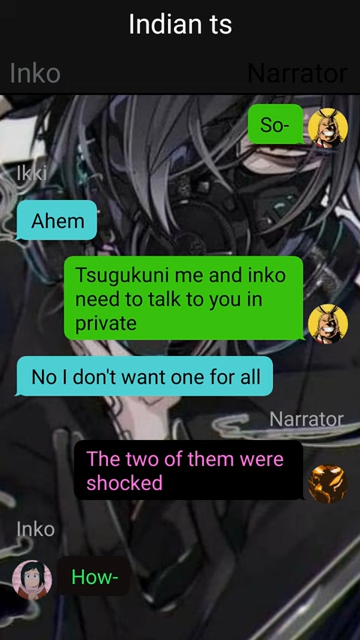 Indian ts
Inko
Narrator
So-
Ikki
Ahem
Tsugukuni me and inko
need to talk to you in
private
No I don't want one for all
Narrator
The two of them were
shocked
Inko
How-